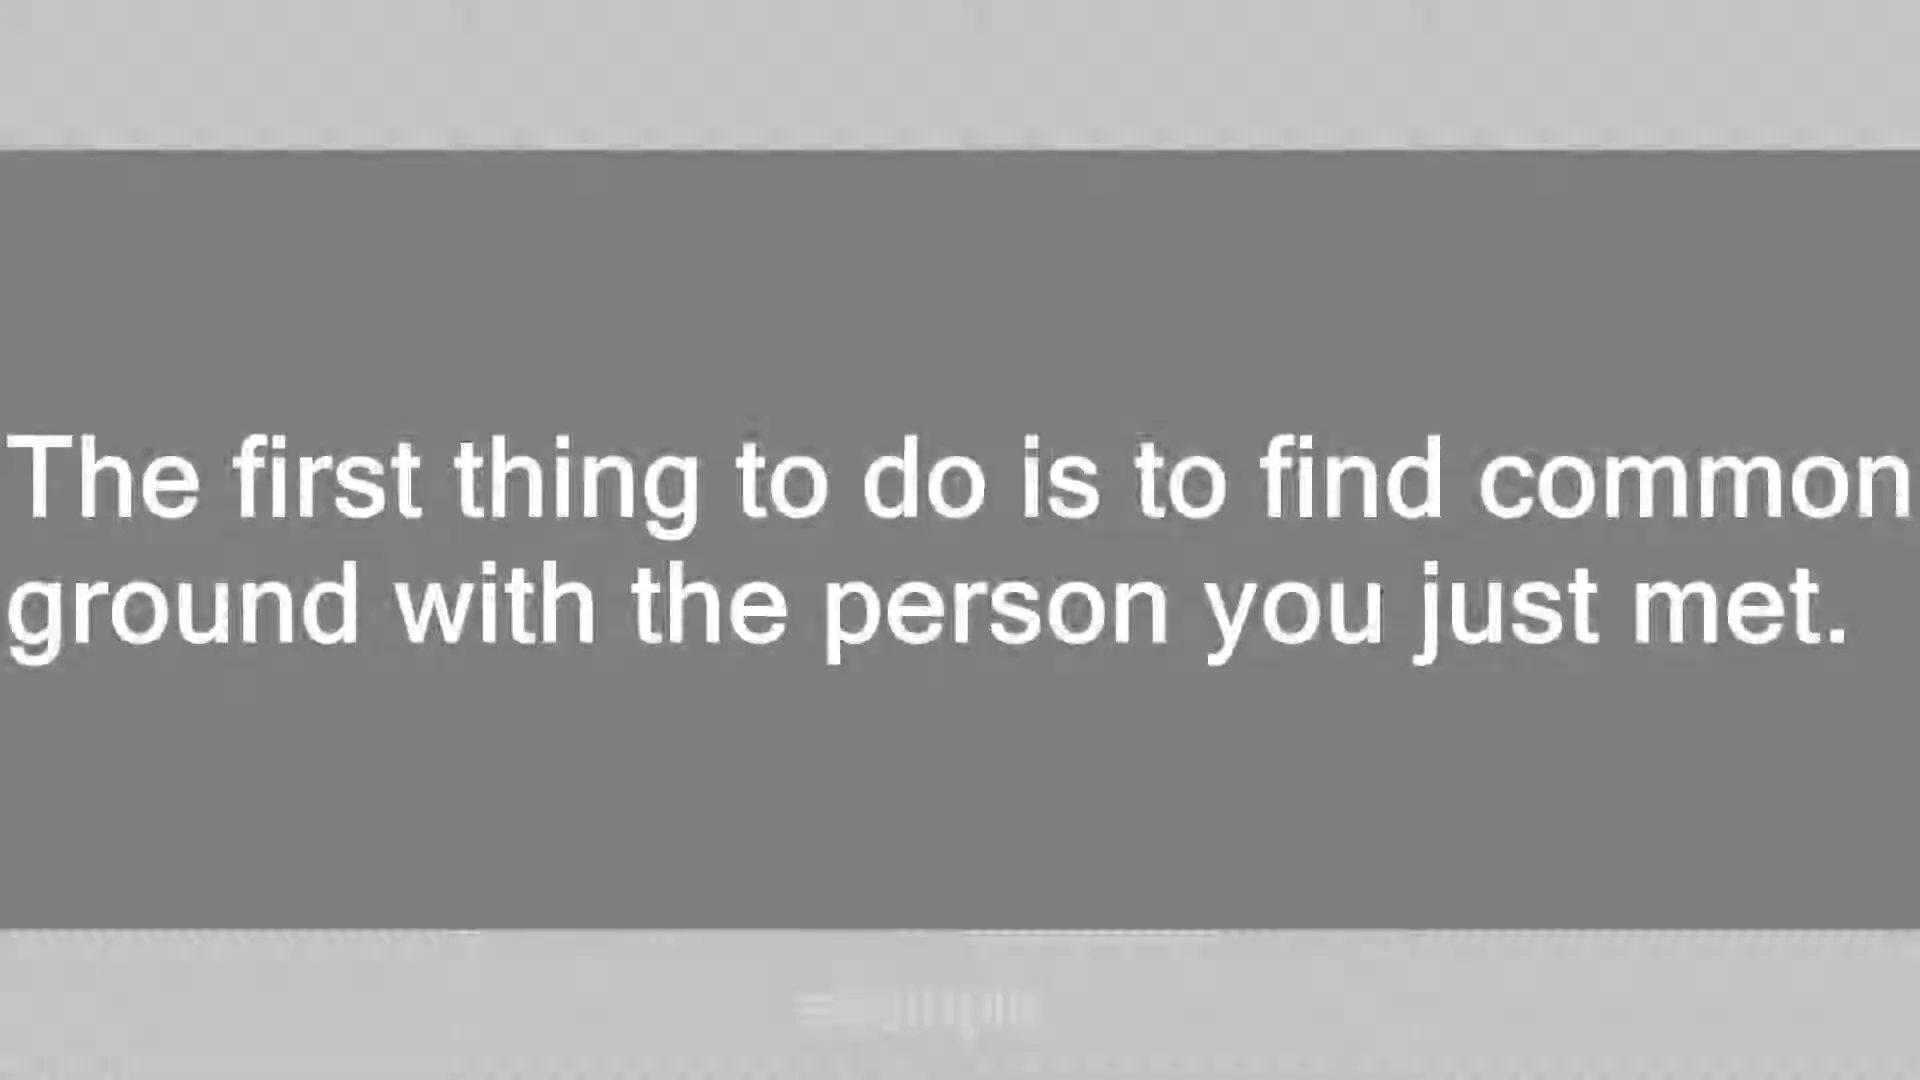 The first thing to do is to find common
ground with the person you just met.